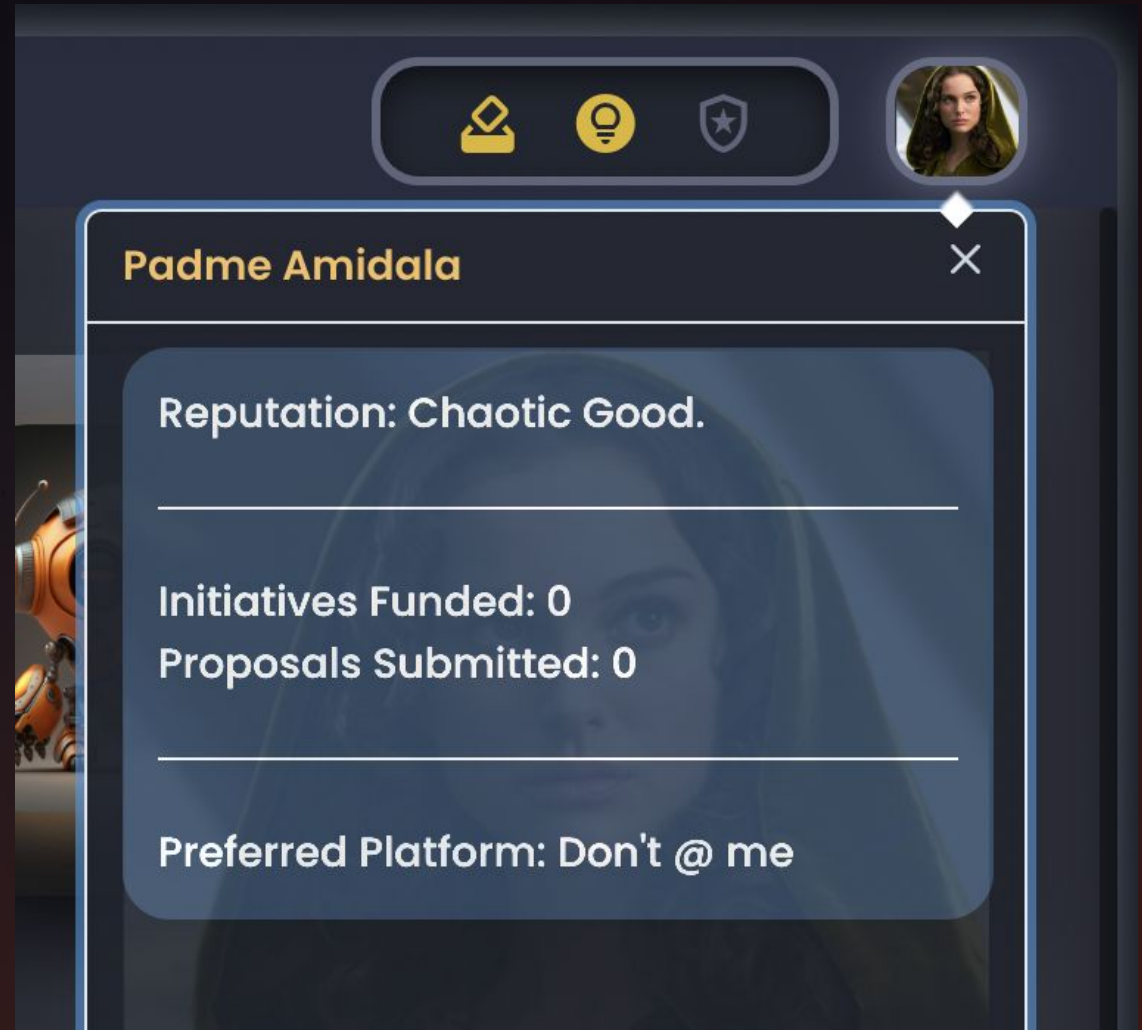 Padme Amidala
Reputation: Chaotic Good.
Initiatives Funded: 0
Proposals Submitted: 0
Preferred Platform: Don't @ me